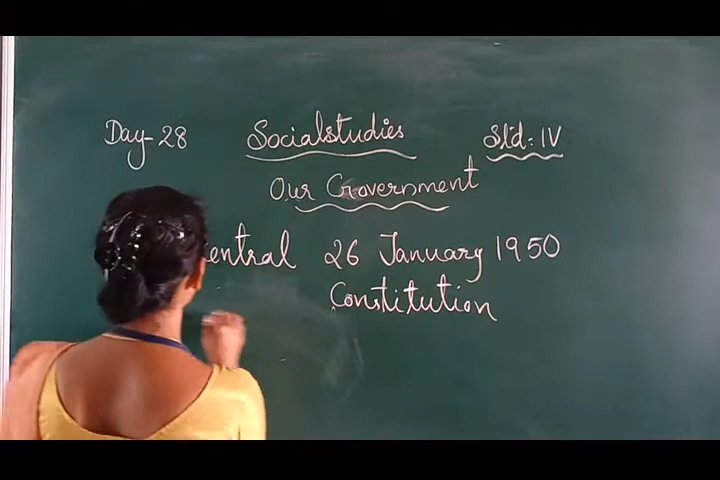 Day-28 Socialstudies Std: IV
Our Government
entral 26 January 1950
Constitution